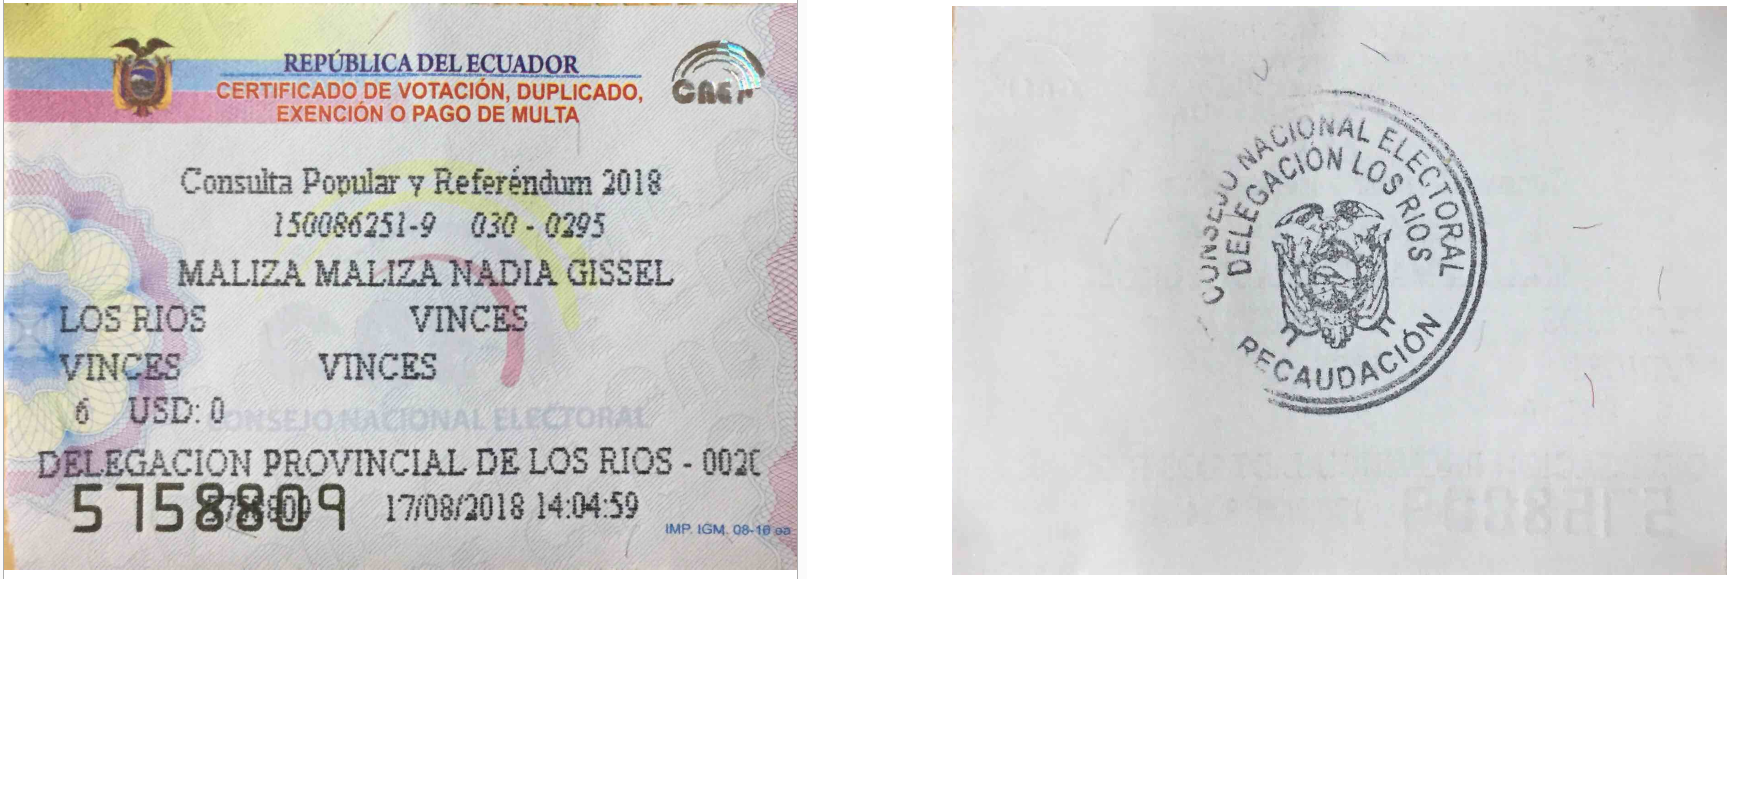 REPÚBLICA DEL ECUADOR
CERTIFICADO DE VOTACIÓN, DUPLICADO,
EXENCIÓN O PAGO DE MULTA
Consulta Popular y Referéndum 2018
150086251-9 030 - 0295
MALIZA MALIZA NADIA GISSEL
LOS RIOS VINCES
VINCES VINCES
6 USD: 0
CONSEJO NACIONAL ELECTORAL
DELEGACION PROVINCIAL DE LOS RIOS - 002
5758809 5758809 17/08/2018 14:04:59
IMP. IGM. 08-10
CONSEJO NACIONAL ELECTORAL
DELEGACIÓN LOS RIOS
RECAUDACIÓN